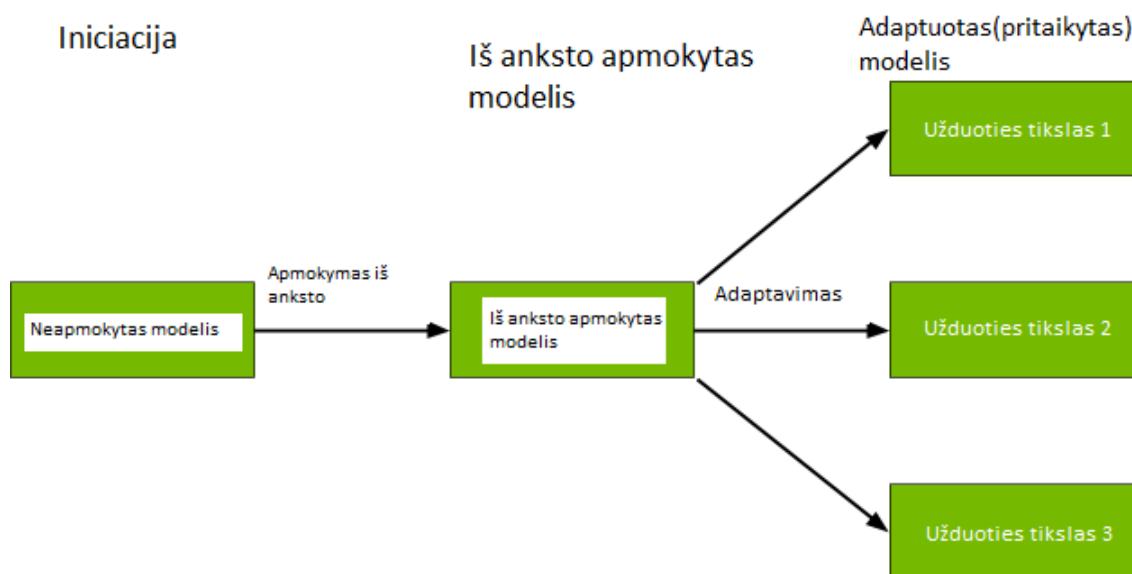 Iniciacija
Iš anksto apmokytas
modelis
Adaptuotas(pritaikytas)
modelis
Neapmokytas modelis
Apmokymas iš
anksto
Iš anksto apmokytas
modelis
Adaptavimas
Užduoties tikslas 1
Užduoties tikslas 2
Užduoties tikslas 3